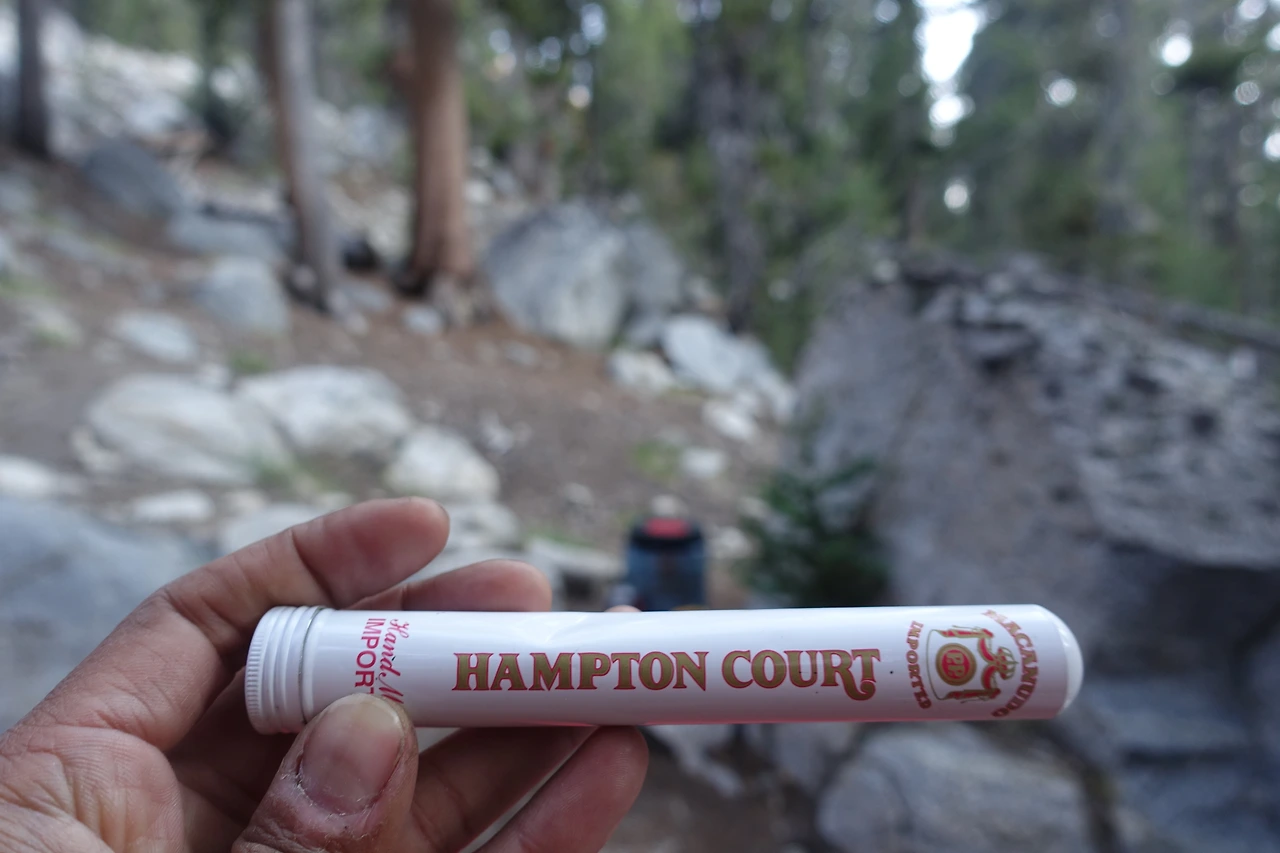 Hand M
IMPORT
HAMPTON COURT
IMPORTED
MACANUDO